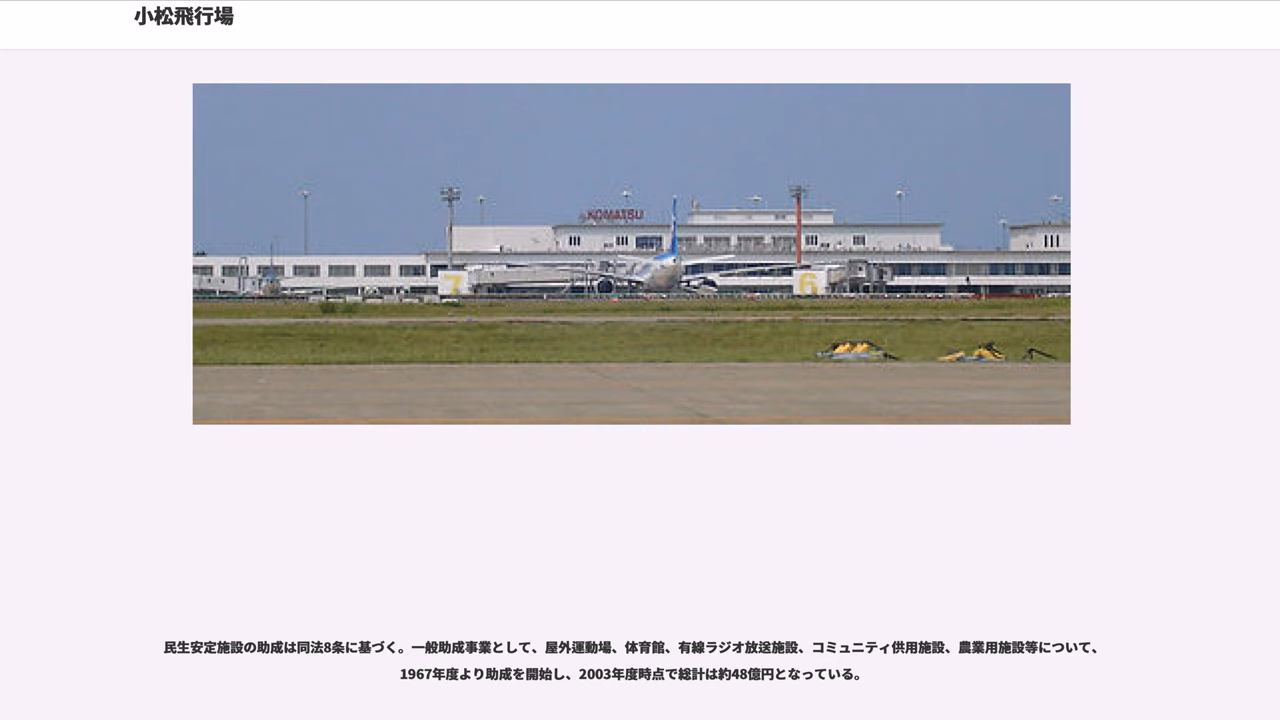 小松飛行場
KOMATSU
7
6
民生安定施設の助成は同法8条に基づく。一般助成事業として、屋外運動場、体育館、有線ラジオ放送施設、コミュニティ供用施設、農業用施設等について、
1967年度より助成を開始し、2003年度時点で総計は約48億円となっている。